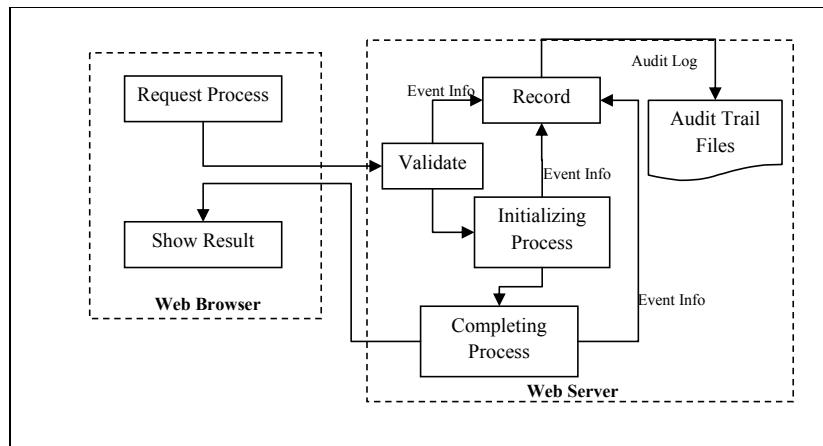 Request Process
Show Result
Web Browser
Audit Log
Event Info
Record
Audit Trail
Files
Validate
Event Info
Initializing
Process
Event Info
Completing
Process
Web Server